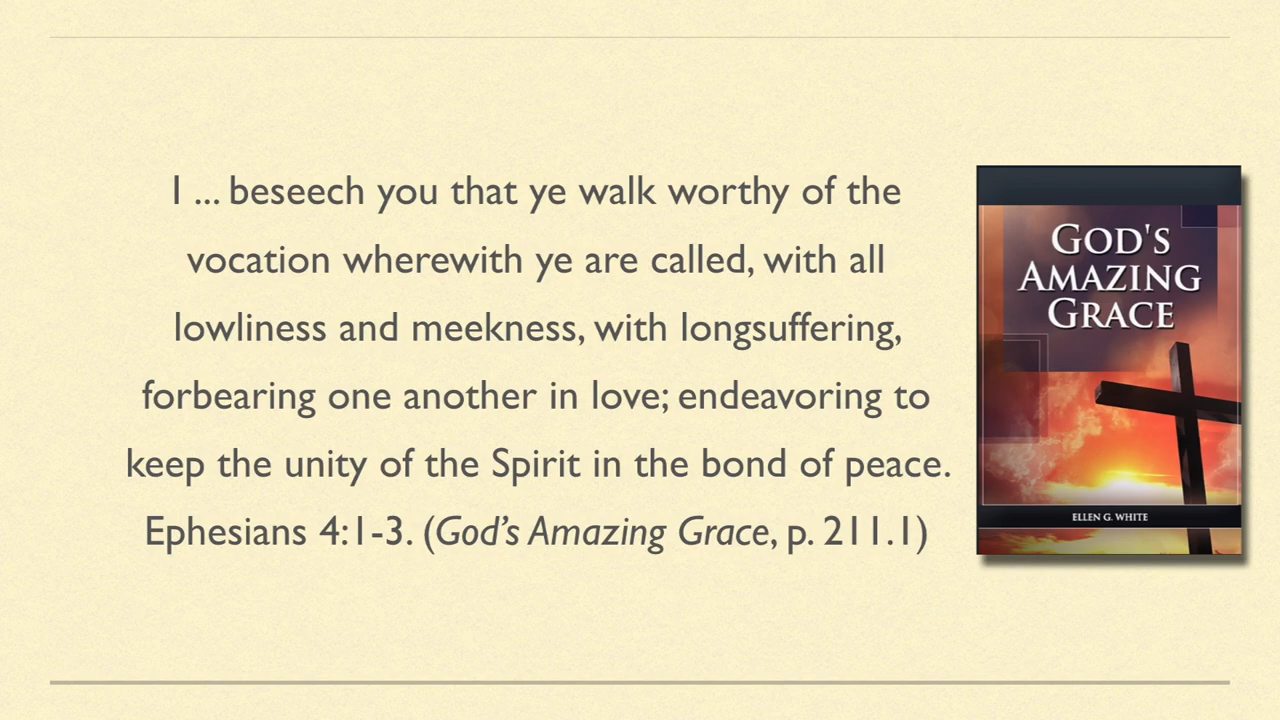 I ... beseech you that ye walk worthy of the
vocation wherewith ye are called, with all
lowliness and meekness, with longsuffering,
forbearing one another in love; endeavoring to
keep the unity of the Spirit in the bond of peace.
Ephesians 4:1-3. (God’s Amazing Grace, p. 211.1)
GOD'S
AMAZING
GRACE
ELLEN G. WHITE